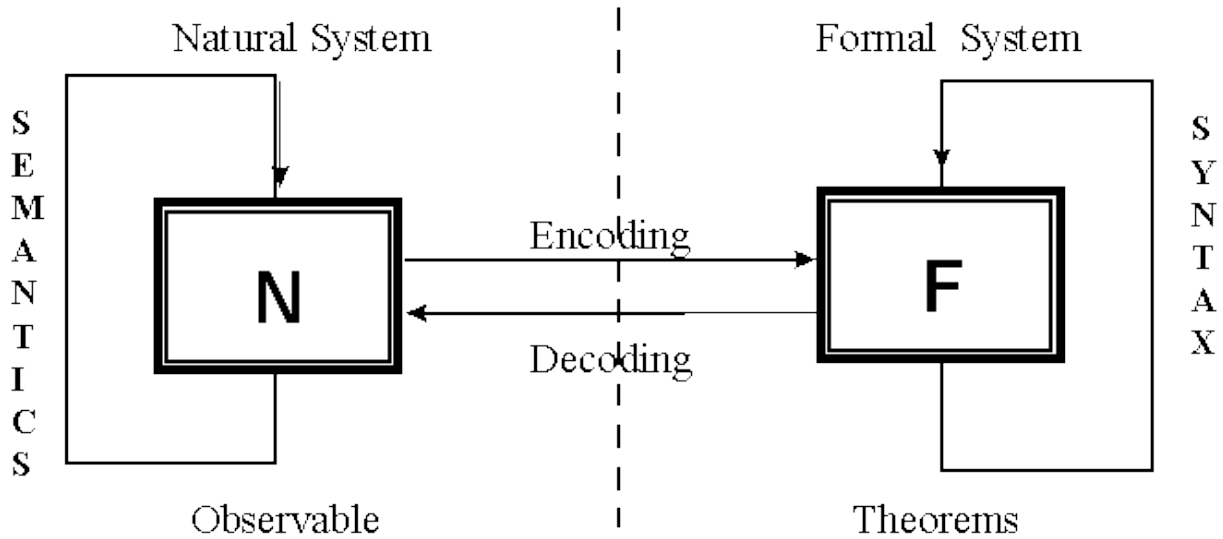 Natural System
Formal System
SEMANTICS
N
Encoding
Decoding
F
SYNTAX
Observable
Theorems